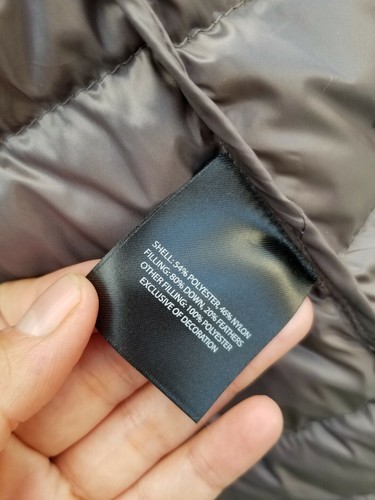 SHELL: 54% POLYESTER, 46% NYLON
FILLING: 80% DOWN, 20% FEATHERS
OTHER FILLING: 100% POLYESTER
EXCLUSIVE OF DECORATION